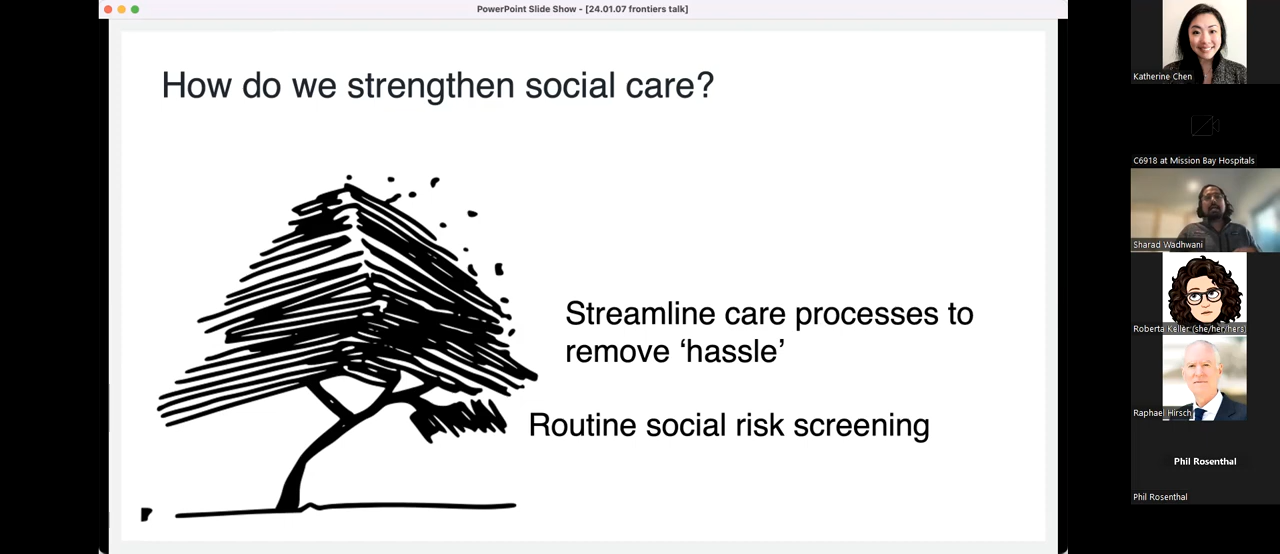 PowerPoint Slide Show - [24.01.07 frontiers talk]
How do we strengthen social care?
Streamline care processes to
remove ‘hassle’
Routine social risk screening
Katherine Chen
C6918 at Mission Bay Hospitals
Sharad Wadhwani
Roberta Keller (she/her/hers)
Raphael Hirsch
Phil Rosenthal
Phil Rosenthal